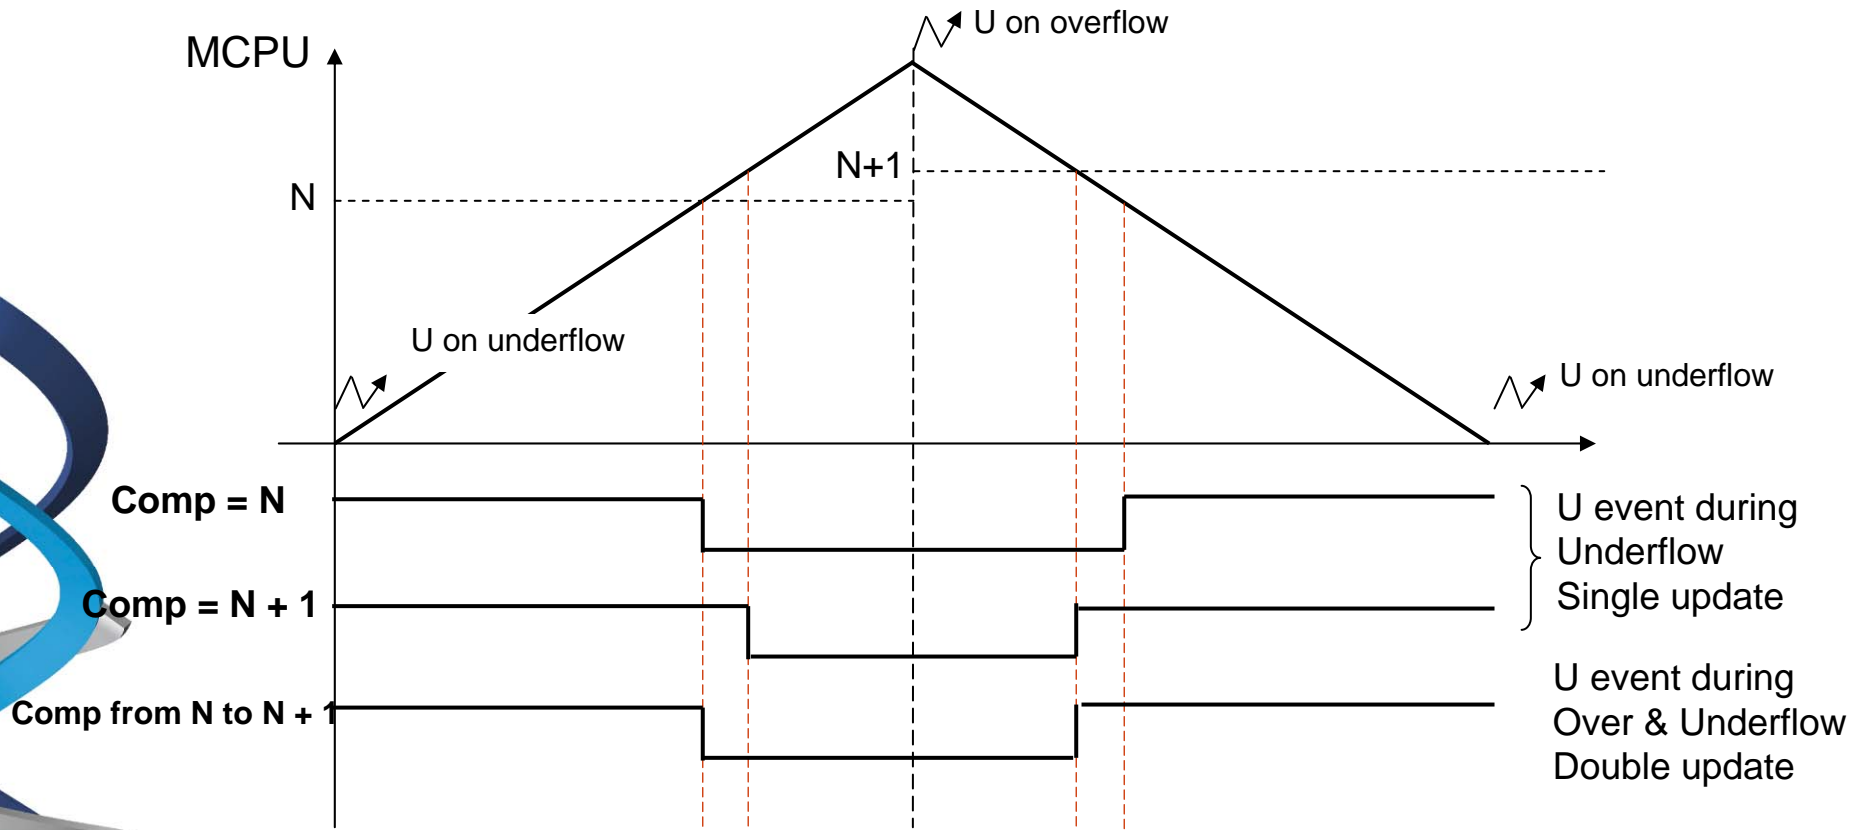 U on overflow
MCPU
N+1
N
U on underflow
U on underflow
Comp = N
U event during
Underflow
Single update
Comp = N + 1
Comp from N to N + 1
U event during
Over & Underflow
Double update